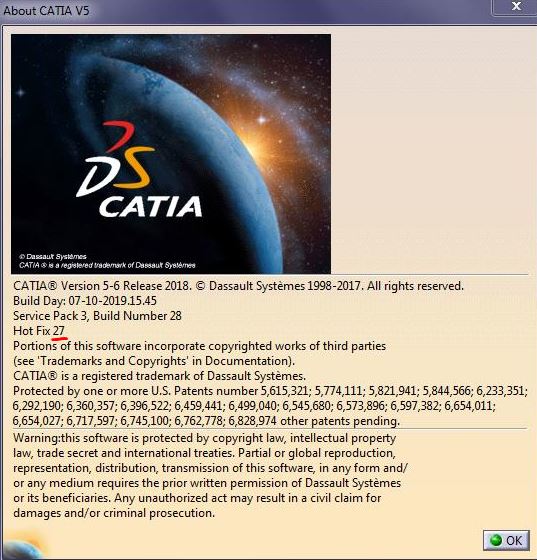 About CATIA V5
X
DS
CATIA
© Dassault Systèmes
CATIA ® is a registered trademark of Dassault Systèmes
CATIA® Version 5-6 Release 2018. © Dassault Systèmes 1998-2017. All rights reserved.
Build Day: 07-10-2019.15.45
Service Pack 3, Build Number 28
Hot Fix 27
Portions of this software incorporate copyrighted works of third parties
(see 'Trademarks and Copyrights' in Documentation).
CATIA® is a registered trademark of Dassault Systèmes.
Protected by one or more U.S. Patents number 5,615,321; 5,774,111; 5,821,941; 5,844,566; 6,233,351;
6,292,190; 6,360,357; 6,396,522; 6,459,441; 6,499,040; 6,545,680; 6,573,896; 6,597,382; 6,654,011;
6,654,027; 6,717,597; 6,745,100; 6,762,778; 6,828,974 other patents pending.
Warning:this software is protected by copyright law, intellectual property
law, trade secret and international treaties. Partial or global reproduction,
representation, distribution, transmission of this software, in any form and/
or any medium requires the prior written permission of Dassault Systèmes
or its beneficiaries. Any unauthorized act may result in a civil claim for
damages and/or criminal prosecution.
OK